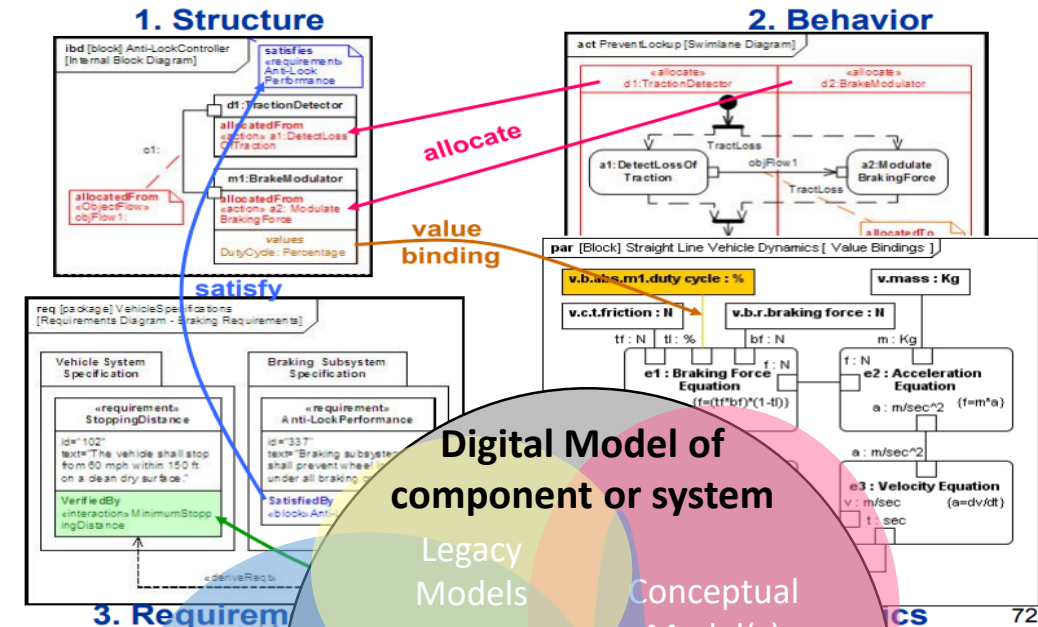 1. Structure
2. Behavior
ibd [block] Anti-LockController
[Internal Block Diagram]
satisfies
«requirement»
Anti-Lock
Performance
d1:TractionDetector
allocatedFrom
«action» a1:DetectLoss
OfTraction
c1:
m1:BrakeModulator
allocatedFrom
«action» a2: Modulate
BrakingForce
values
DutyCycle: Percentage
allocatedFrom
«ObjectFlow»
objFlow1:
allocate
act PreventLockup [Swimlane Diagram]
«allocate»
d1:TractionDetector
«allocate»
d2:BrakeModulator
TractLoss
a1:DetectLossOf
Traction
objFlow1
a2:Modulate
BrakingForce
TractLoss
allocatedTo
value
binding
satisfy
par [Block] Straight Line Vehicle Dynamics [ Value Bindings ]
v.b.abs.m1.duty cycle : %
v.mass : Kg
v.c.t.friction : N
v.b.r.braking force : N
tf : N
tl : %
bf : N
m : Kg
f : N
f : N
e1 : Braking Force
Equation
{f=(tf*bf)*(1-tl)}
e2 : Acceleration
Equation
a : m/sec^2
{f=m*a}
a : m/sec^2
e3 : Velocity Equation
v : m/sec
{a=dv/dt}
t : sec
req [package] VehicleSpecifications
[Requirements Diagram - Braking Requirements]
Vehicle System
Specification
Braking Subsystem
Specification
«requirement»
StoppingDistance
id="102"
text="The vehicle shall stop
from 60 mph within 150 ft
on a clean dry surface."
VerifiedBy
«interaction» MinimumStopp
ingDistance
«requirement»
Anti-LockPerformance
id="337"
text="Braking subsystem
shall prevent wheel
under all braking
SatisfiedBy
«block» Anti-
«deriveReqt»
Digital Model of
component or system
Legacy
Models
Conceptual
Model(s)
3. Requirem
ics
72